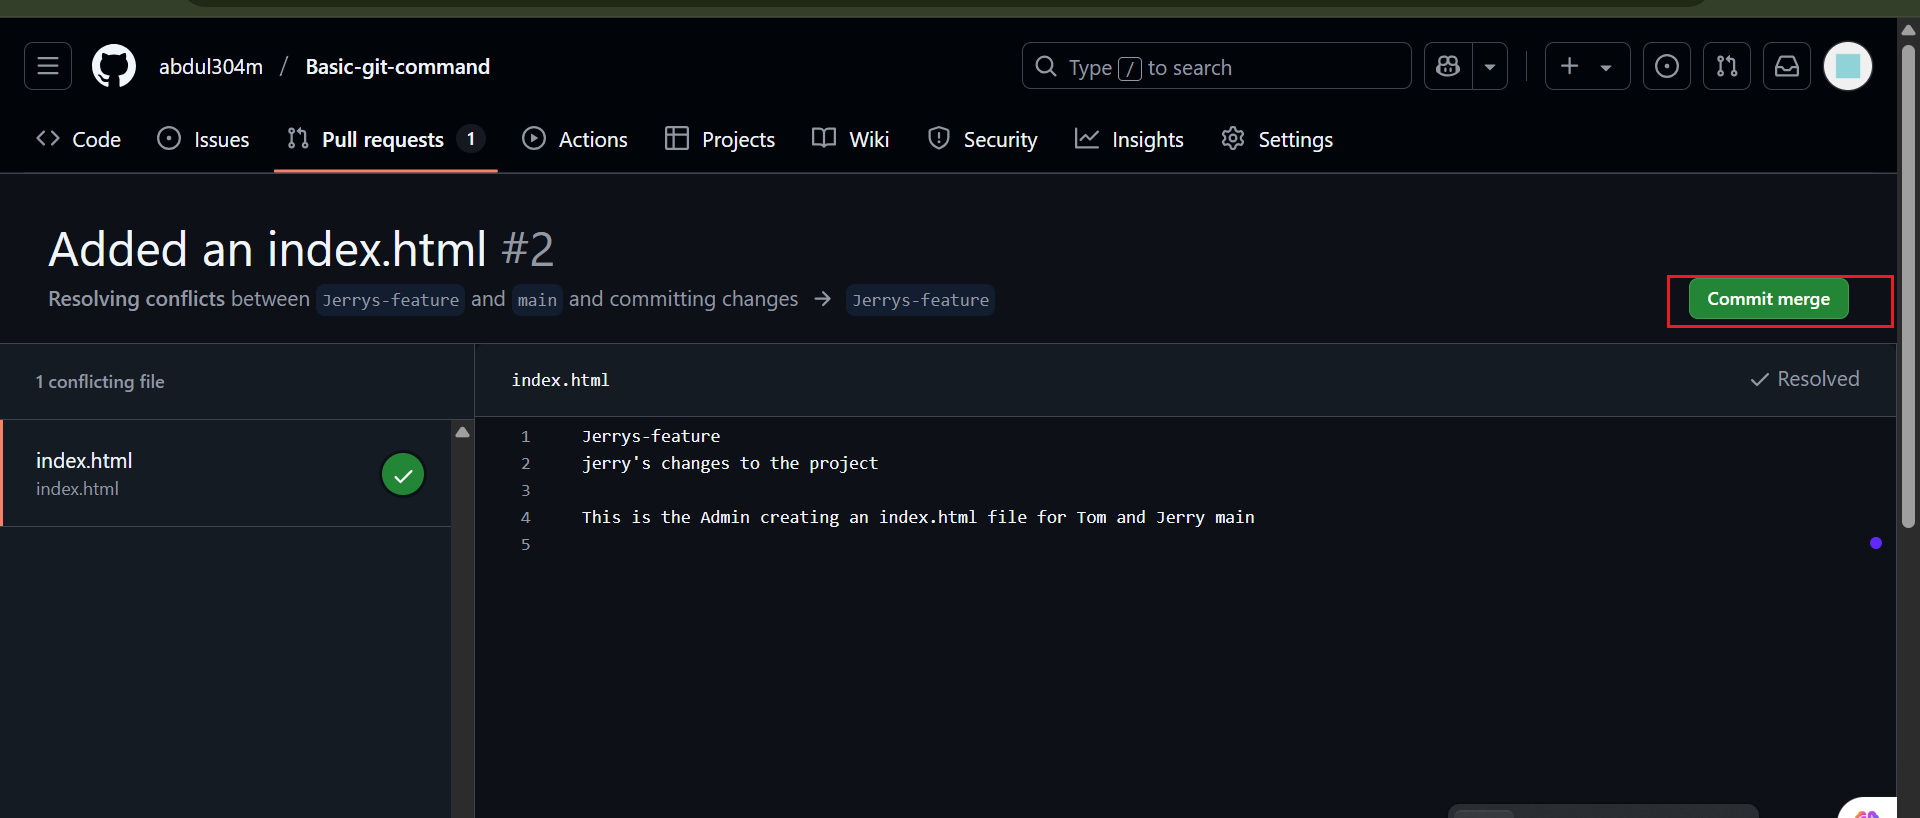 abdul304m / Basic-git-command
Type / to search
Code
Issues
Pull requests 1
Actions
Projects
Wiki
Security
Insights
Settings
Added an index.html #2
Resolving conflicts between Jerrys-feature and main and committing changes → Jerrys-feature
Commit merge
1 conflicting file
index.html
index.html
index.html
Resolved
1 Jerrys-feature
2 jerry's changes to the project
3
4 This is the Admin creating an index.html file for Tom and Jerry main
5